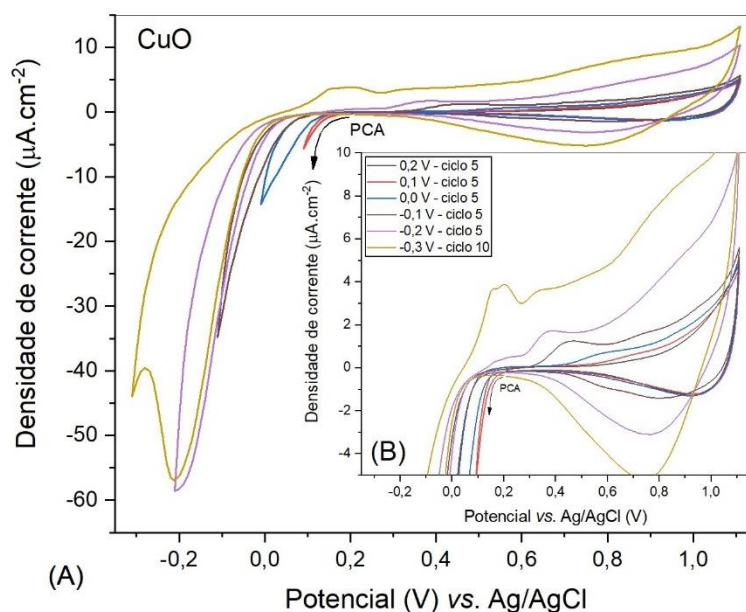 CuO
10
0
-10
-20
-30
-40
-50
-60
Densidade de corrente (µA.cm-2)
PCA
-0,2
0,0
0,2
0,4
0,6
0,8
1,0
Potencial (V) vs. Ag/AgCl
(A)
10
8
6
4
2
0
-2
-4
Densidade de corrente (µA.cm-2)
0,2 V - ciclo 5
0,1 V - ciclo 5
0,0 V - ciclo 5
-0,1 V - ciclo 5
-0,2 V - ciclo 5
-0,3 V - ciclo 10
PCA
(B)
-0,2
0,0
0,2
0,4
0,6
0,8
1,0
Potencial vs. Ag/AgCl (V)